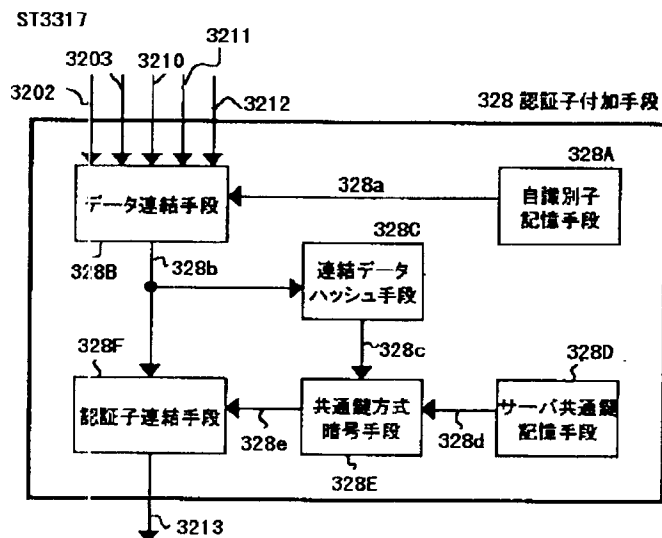 ST3317
3211
3203
3210
3202
3212
328 認証子付加手段
328A
データ連結手段
328a
自識別子
記憶手段
328B
328b
328C
連結データ
ハッシュ手段
328F
328c
328D
認証子連結手段
328e
共通鍵方式
暗号手段
328d
サーバ共通鍵
記憶手段
328E
3213